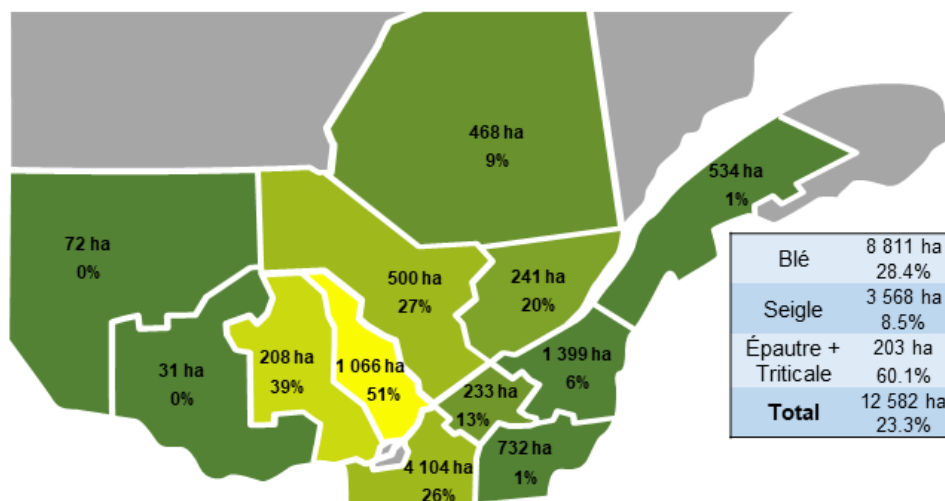 468 ha
9%
534 ha
1%
72 ha
0%
500 ha
27%
241 ha
20%
31 ha
0%
208 ha
39%
1 066 ha
51%
1 399 ha
6%
233 ha
13%
732 ha
1%
4 104 ha
26%
Blé 8 811 ha
28.4%
Seigle 3 568 ha
8.5%
Épautre + 203 ha
Triticale 60.1%
Total 12 582 ha
23.3%